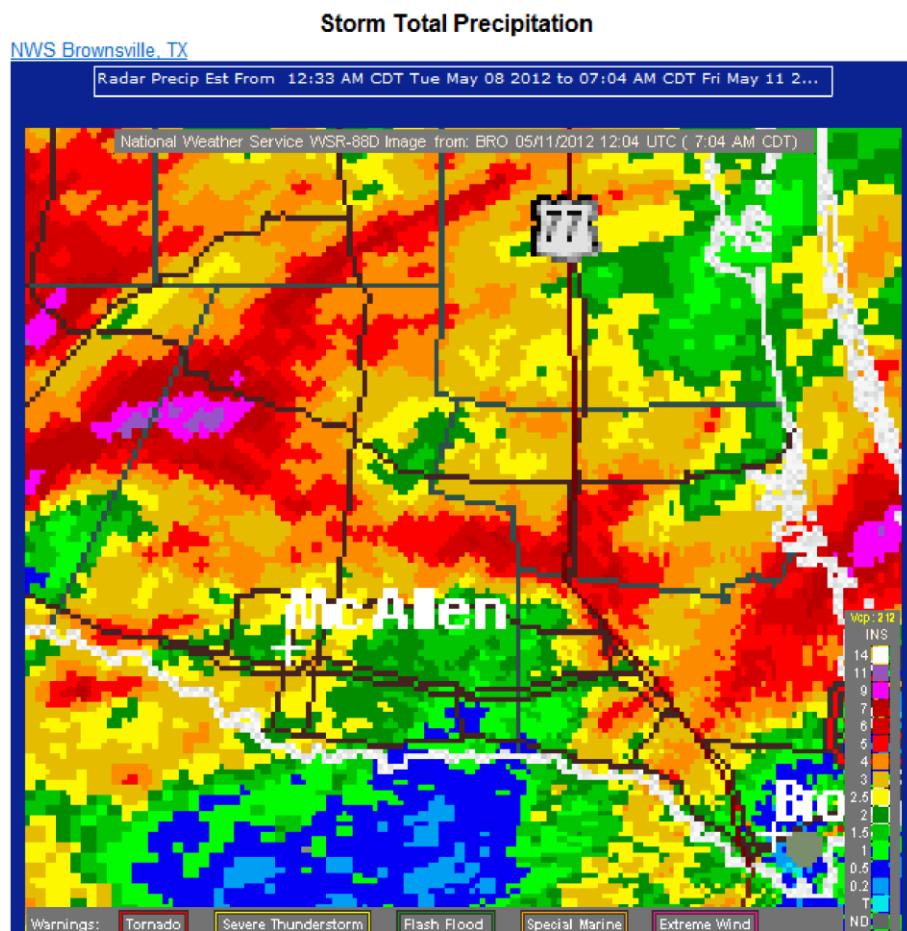 Storm Total Precipitation
NWS Brownsville, TX
Radar Precip Est From 12:33 AM CDT Tue May 08 2012 to 07:04 AM CDT Fri May 11 2...
National Weather Service WSR-88D Image from: BRO 05/11/2012 12:04 UTC ( 7:04 AM CDT)
77
McAllen
Bro
Vcp: 212
INS
14
11
9
7
6
5
4
3
2.5
2
1.5
1
0.5
0.2
T
ND
Warnings: Tornado Severe Thunderstorm Flash Flood Special Marine Extreme Wind